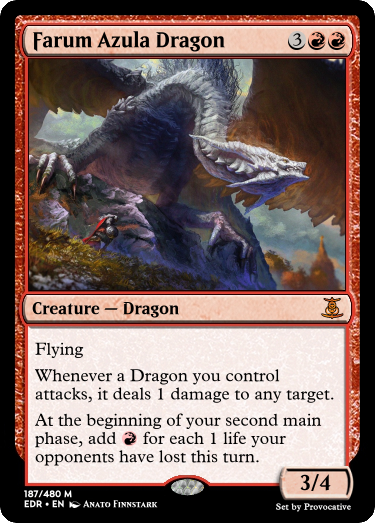 Farum Azula Dragon 3
Creature — Dragon
Flying
Whenever a Dragon you control
attacks, it deals 1 damage to any target.
At the beginning of your second main
phase, add for each 1 life your
opponents have lost this turn.
3/4
187/480 M
EDR • EN Anato Finnstark
Set by Provocative